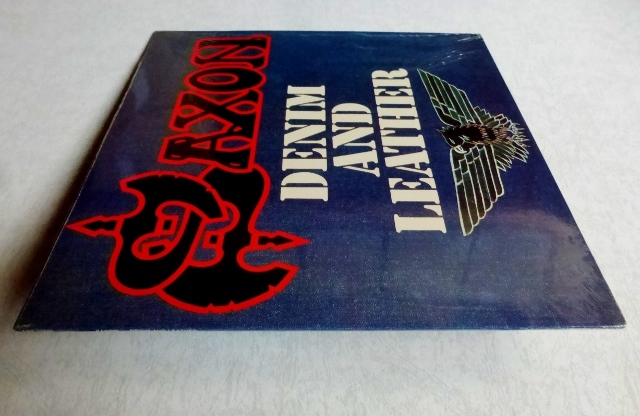 SAXON
DENIM
AND
LEATHER